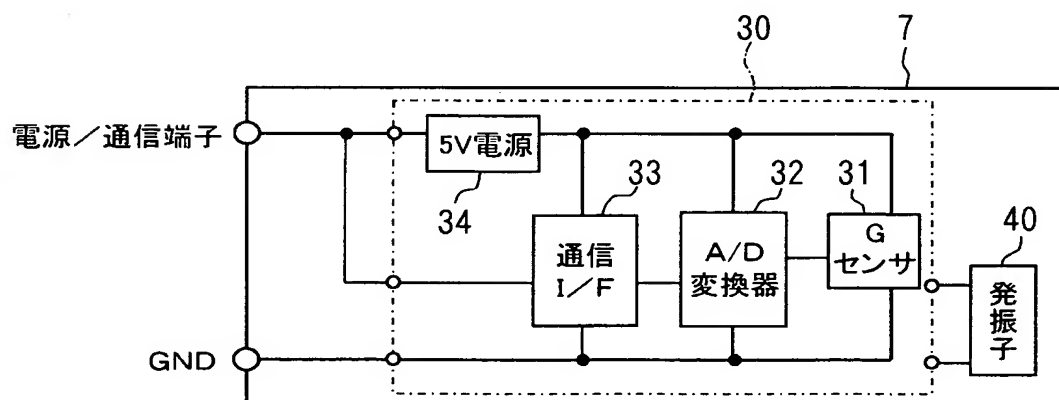 30
7
電源／通信端子
5V電源
34
33
32
31
40
通信
I／F
A/D
変換器
G
センサ
発振子
GND